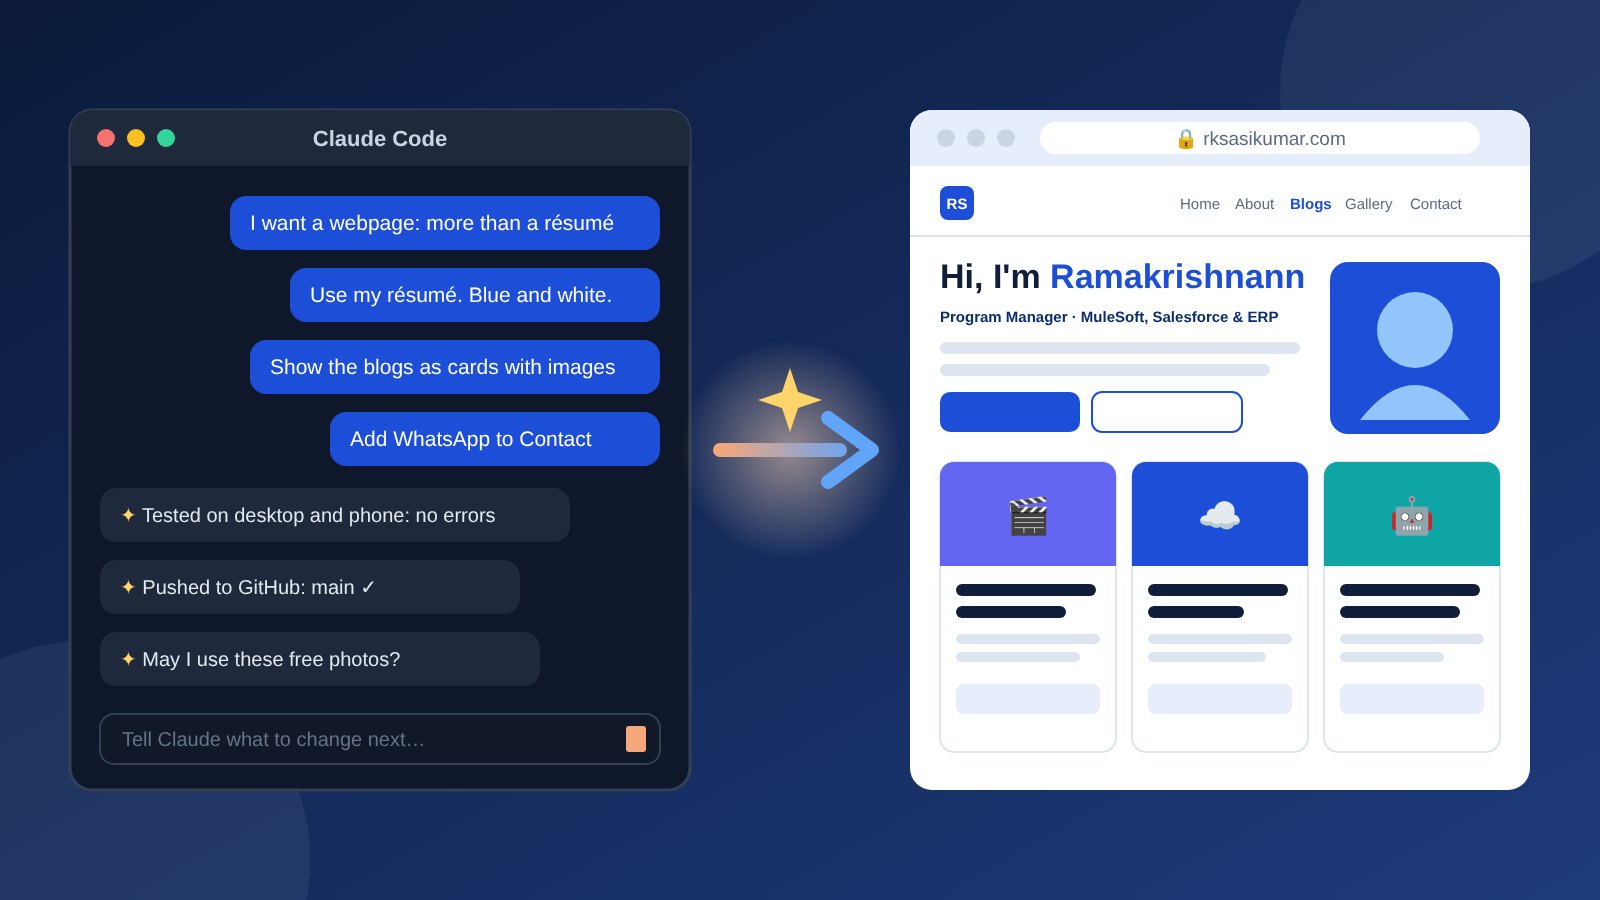 Claude Code
I want a webpage: more than a résumé
Use my résumé. Blue and white.
Show the blogs as cards with images
Add WhatsApp to Contact
✦ Tested on desktop and phone: no errors
✦ Pushed to GitHub: main ✓
✦ May I use these free photos?
Tell Claude what to change next…
🔒 rksasikumar.com
RS
Home About Blogs Gallery Contact
Hi, I'm Ramakrishnann
Program Manager · MuleSoft, Salesforce & ERP